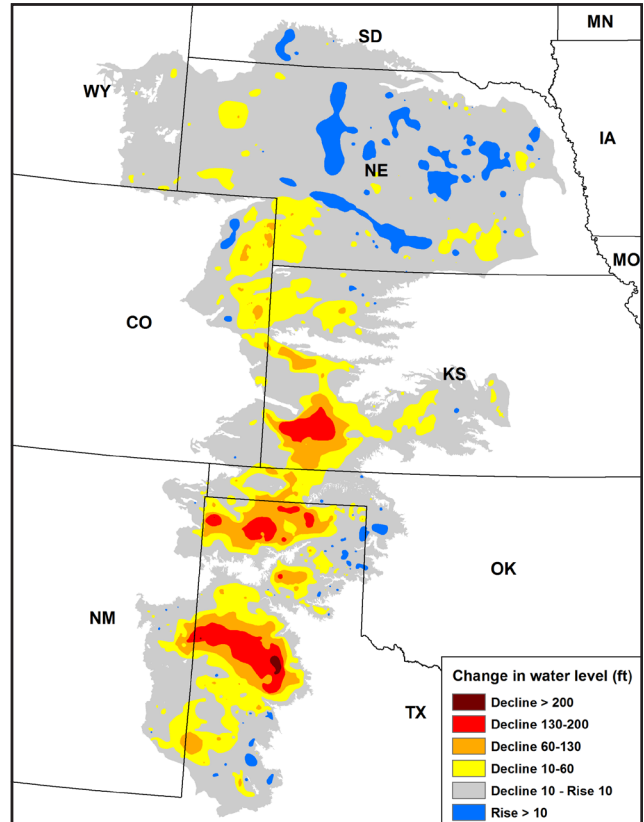 MN
SD
WY
IA
NE
MO
CO
KS
OK
NM
TX
Change in water level (ft)
Decline > 200
Decline 130-200
Decline 60-130
Decline 10-60
Decline 10 - Rise 10
Rise > 10